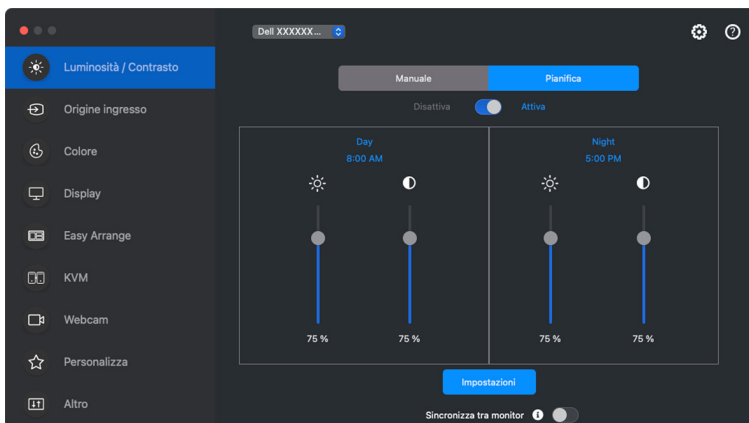 Dell XXXXXX...
Luminosità / Contrasto
Origine ingresso
Colore
Display
Easy Arrange
KVM
Webcam
Personalizza
Altro
Manuale
Pianifica
Disattiva
Attiva
Day
8:00 AM
75 %
75 %
Night
5:00 PM
75 %
75 %
Impostazioni
Sincronizza tra monitor